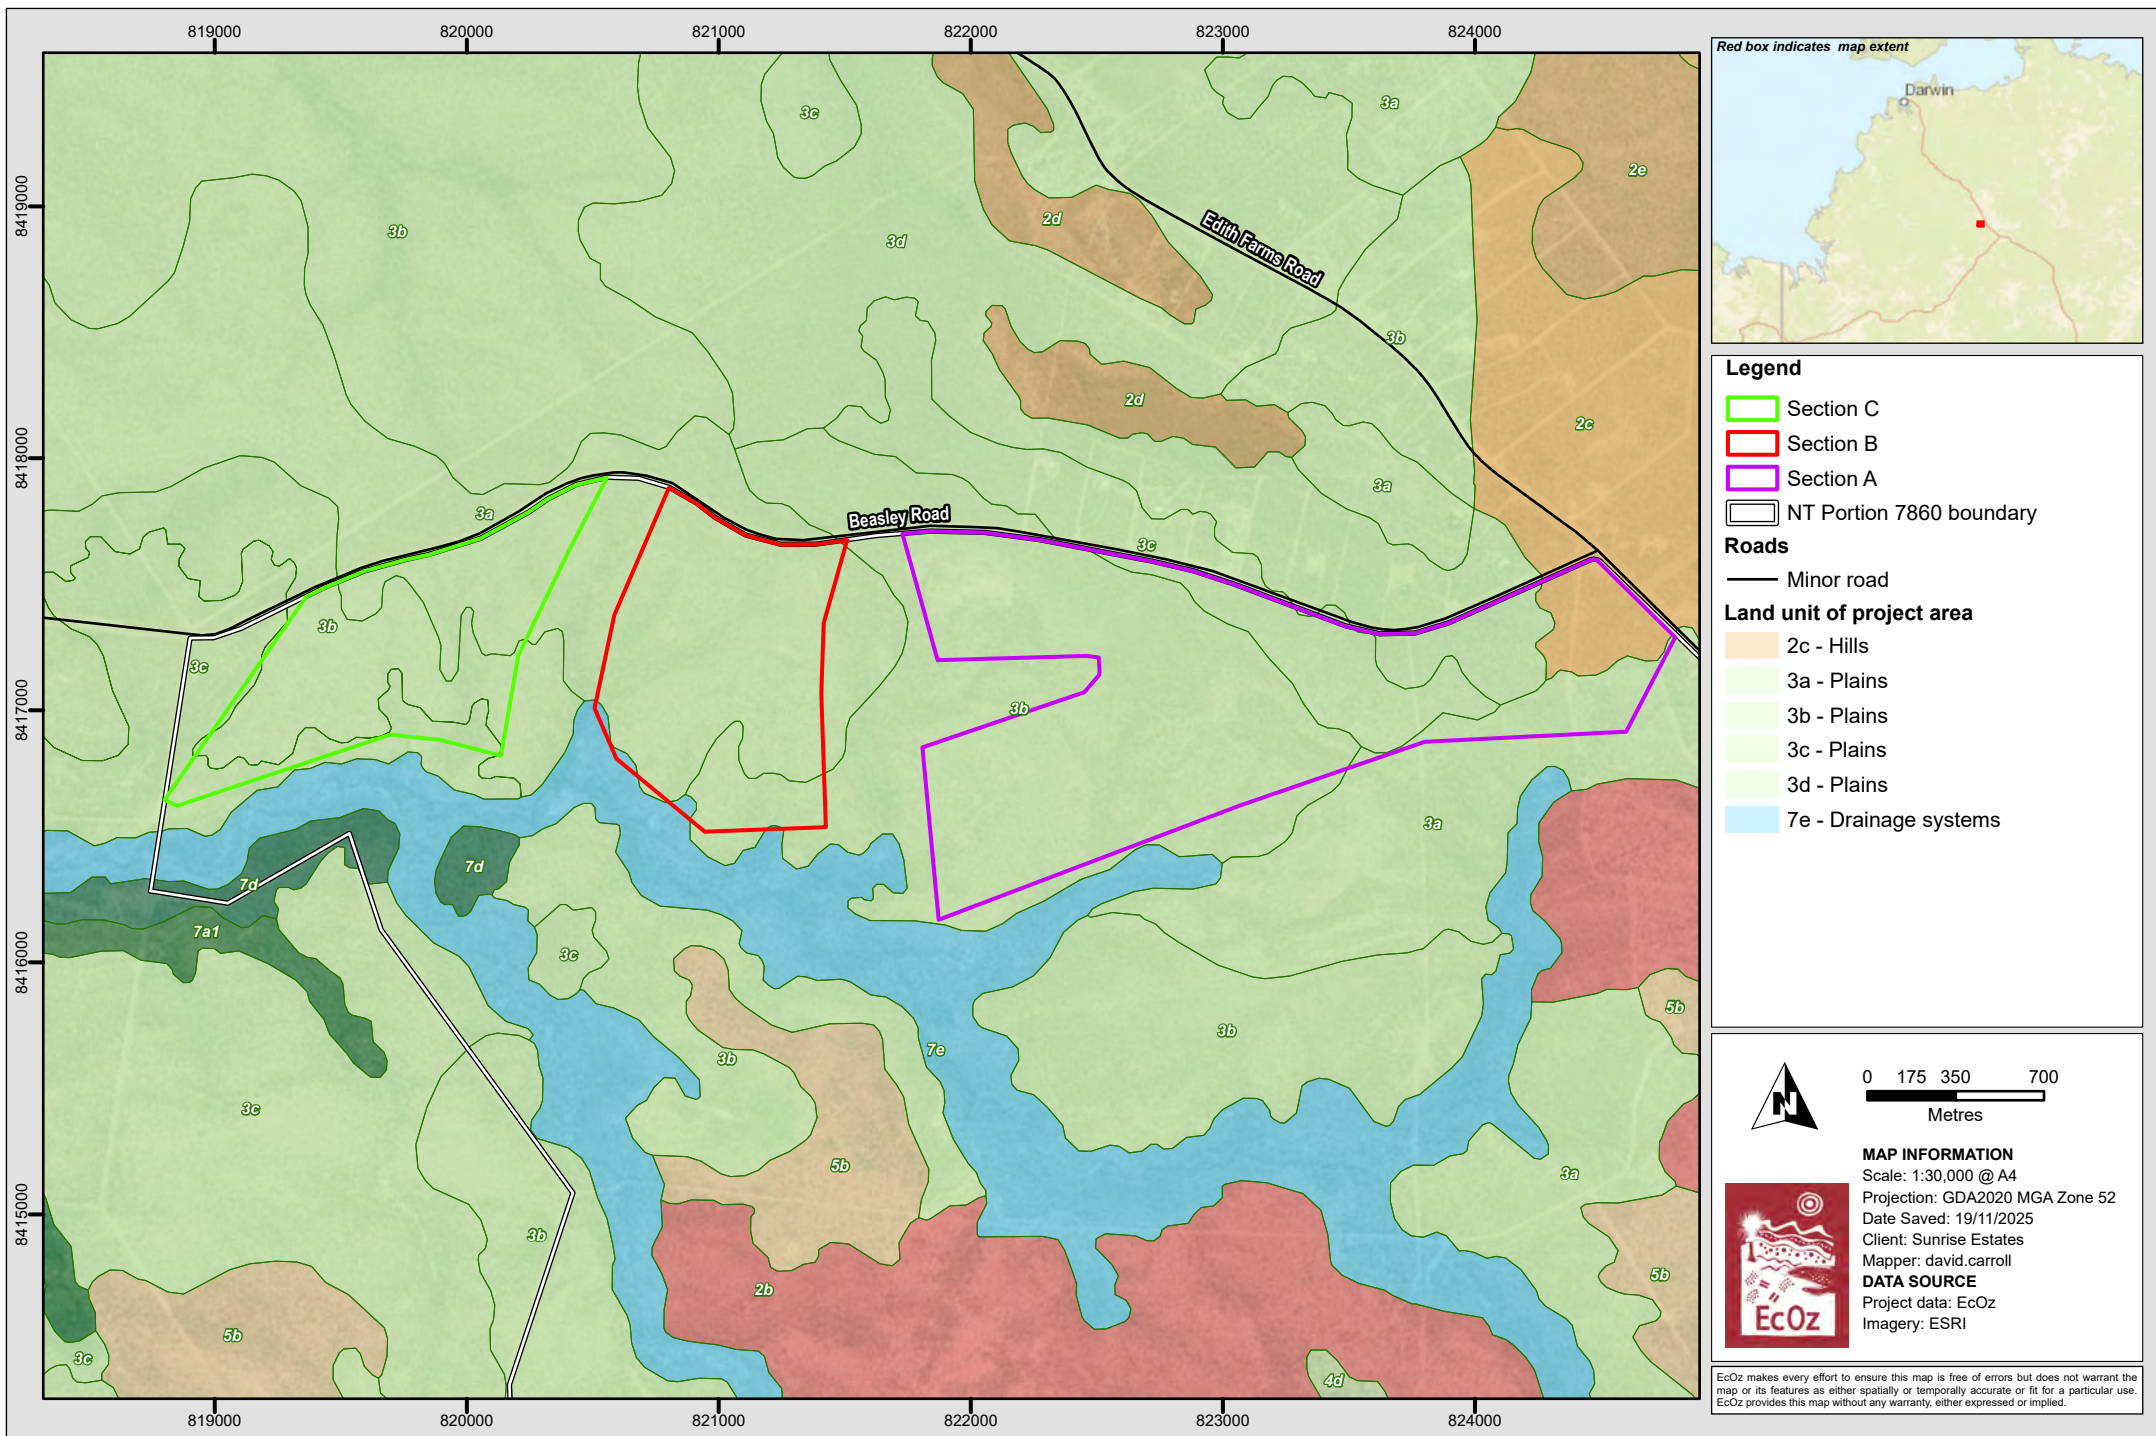 819000
820000
821000
822000
823000
824000
8419000
8418000
8417000
8416000
8415000
3c
3a
2e
3b
3d
2d
Edith Farms Road
3b
2d
2c
3a
3a
Beasley Road
3c
3b
3c
3b
3a
7d
7d
7a1
3c
3b
7e
3b
5b
3c
5b
3a
3b
5b
2b
5b
3c
4d
819000
820000
821000
822000
823000
824000
Red box indicates map extent
Darwin
Legend
Section C
Section B
Section A
NT Portion 7860 boundary
Roads
Minor road
Land unit of project area
2c - Hills
3a - Plains
3b - Plains
3c - Plains
3d - Plains
7e - Drainage systems
N
0 175 350 700
Metres
MAP INFORMATION
Scale: 1:30,000 @ A4
Projection: GDA2020 MGA Zone 52
Date Saved: 19/11/2025
Client: Sunrise Estates
Mapper: david.carroll
DATA SOURCE
Project data: EcOz
Imagery: ESRI
EcOz
EcOz makes every effort to ensure this map is free of errors but does not warrant the
map or its features as either spatially or temporally accurate or fit for a particular use.
EcOz provides this map without any warranty, either expressed or implied.